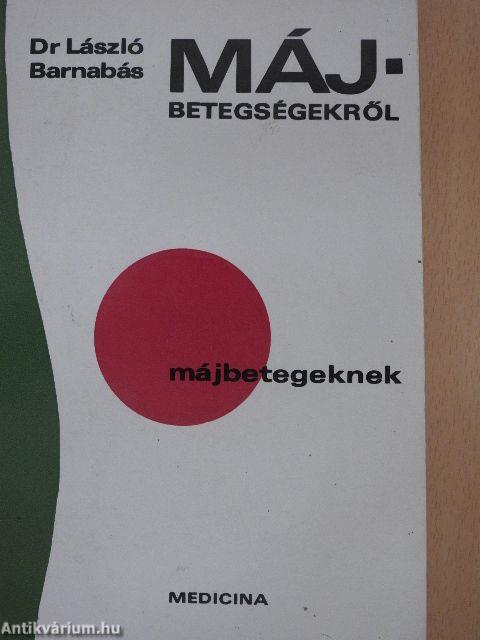 Dr László
Barnabás
MÁJ-
BETEGSÉGEKRŐL
májbetegeknek
MEDICINA
Antikvárium.hu